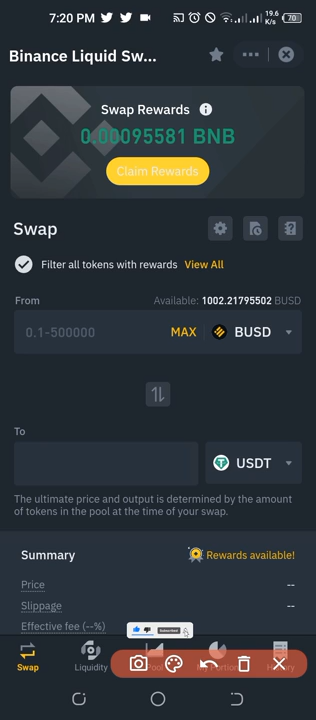 7:20 PM
19.6
K/s
70
Binance Liquid Sw...
Swap Rewards
0.00095581 BNB
Claim Rewards
Swap
Filter all tokens with rewards View All
From
Available: 1002.21795502 BUSD
0.1-500000
MAX
BUSD
To
USDT
The ultimate price and output is determined by the amount
of tokens in the pool at the time of your swap.
Summary
Rewards available!
Price
--
Slippage
--
Effective fee (--%)
Subscribed
Swap
Liquidity